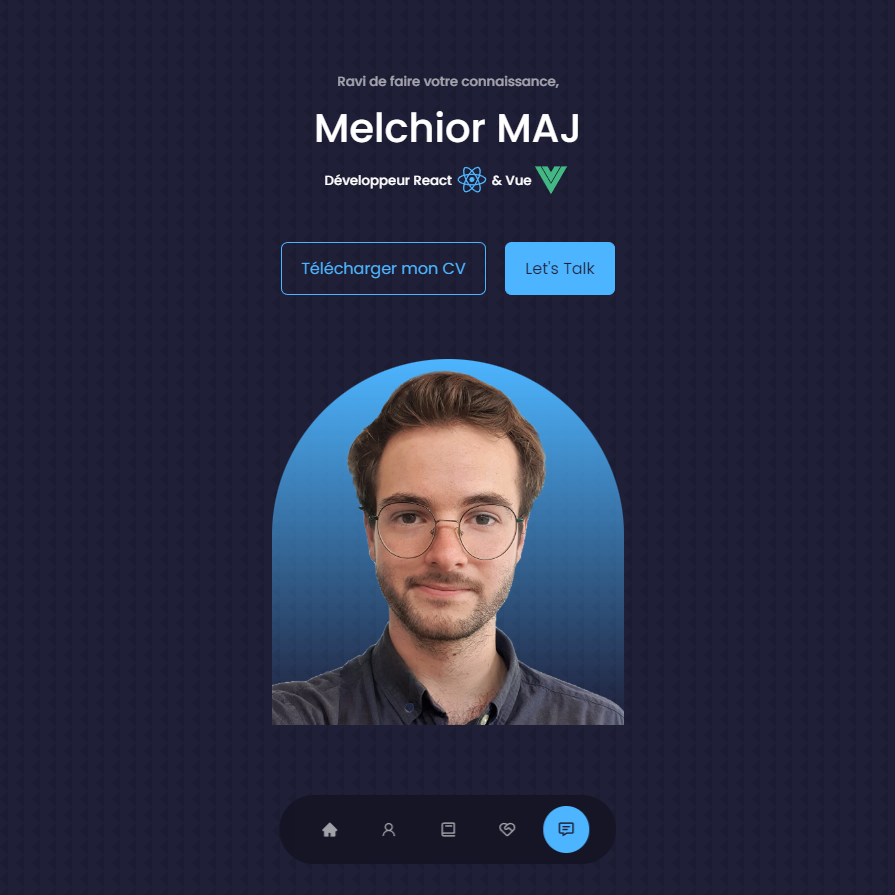 Ravi de faire votre connaissance,
Melchior MAJ
Développeur React & Vue
Télécharger mon CV
Let's Talk